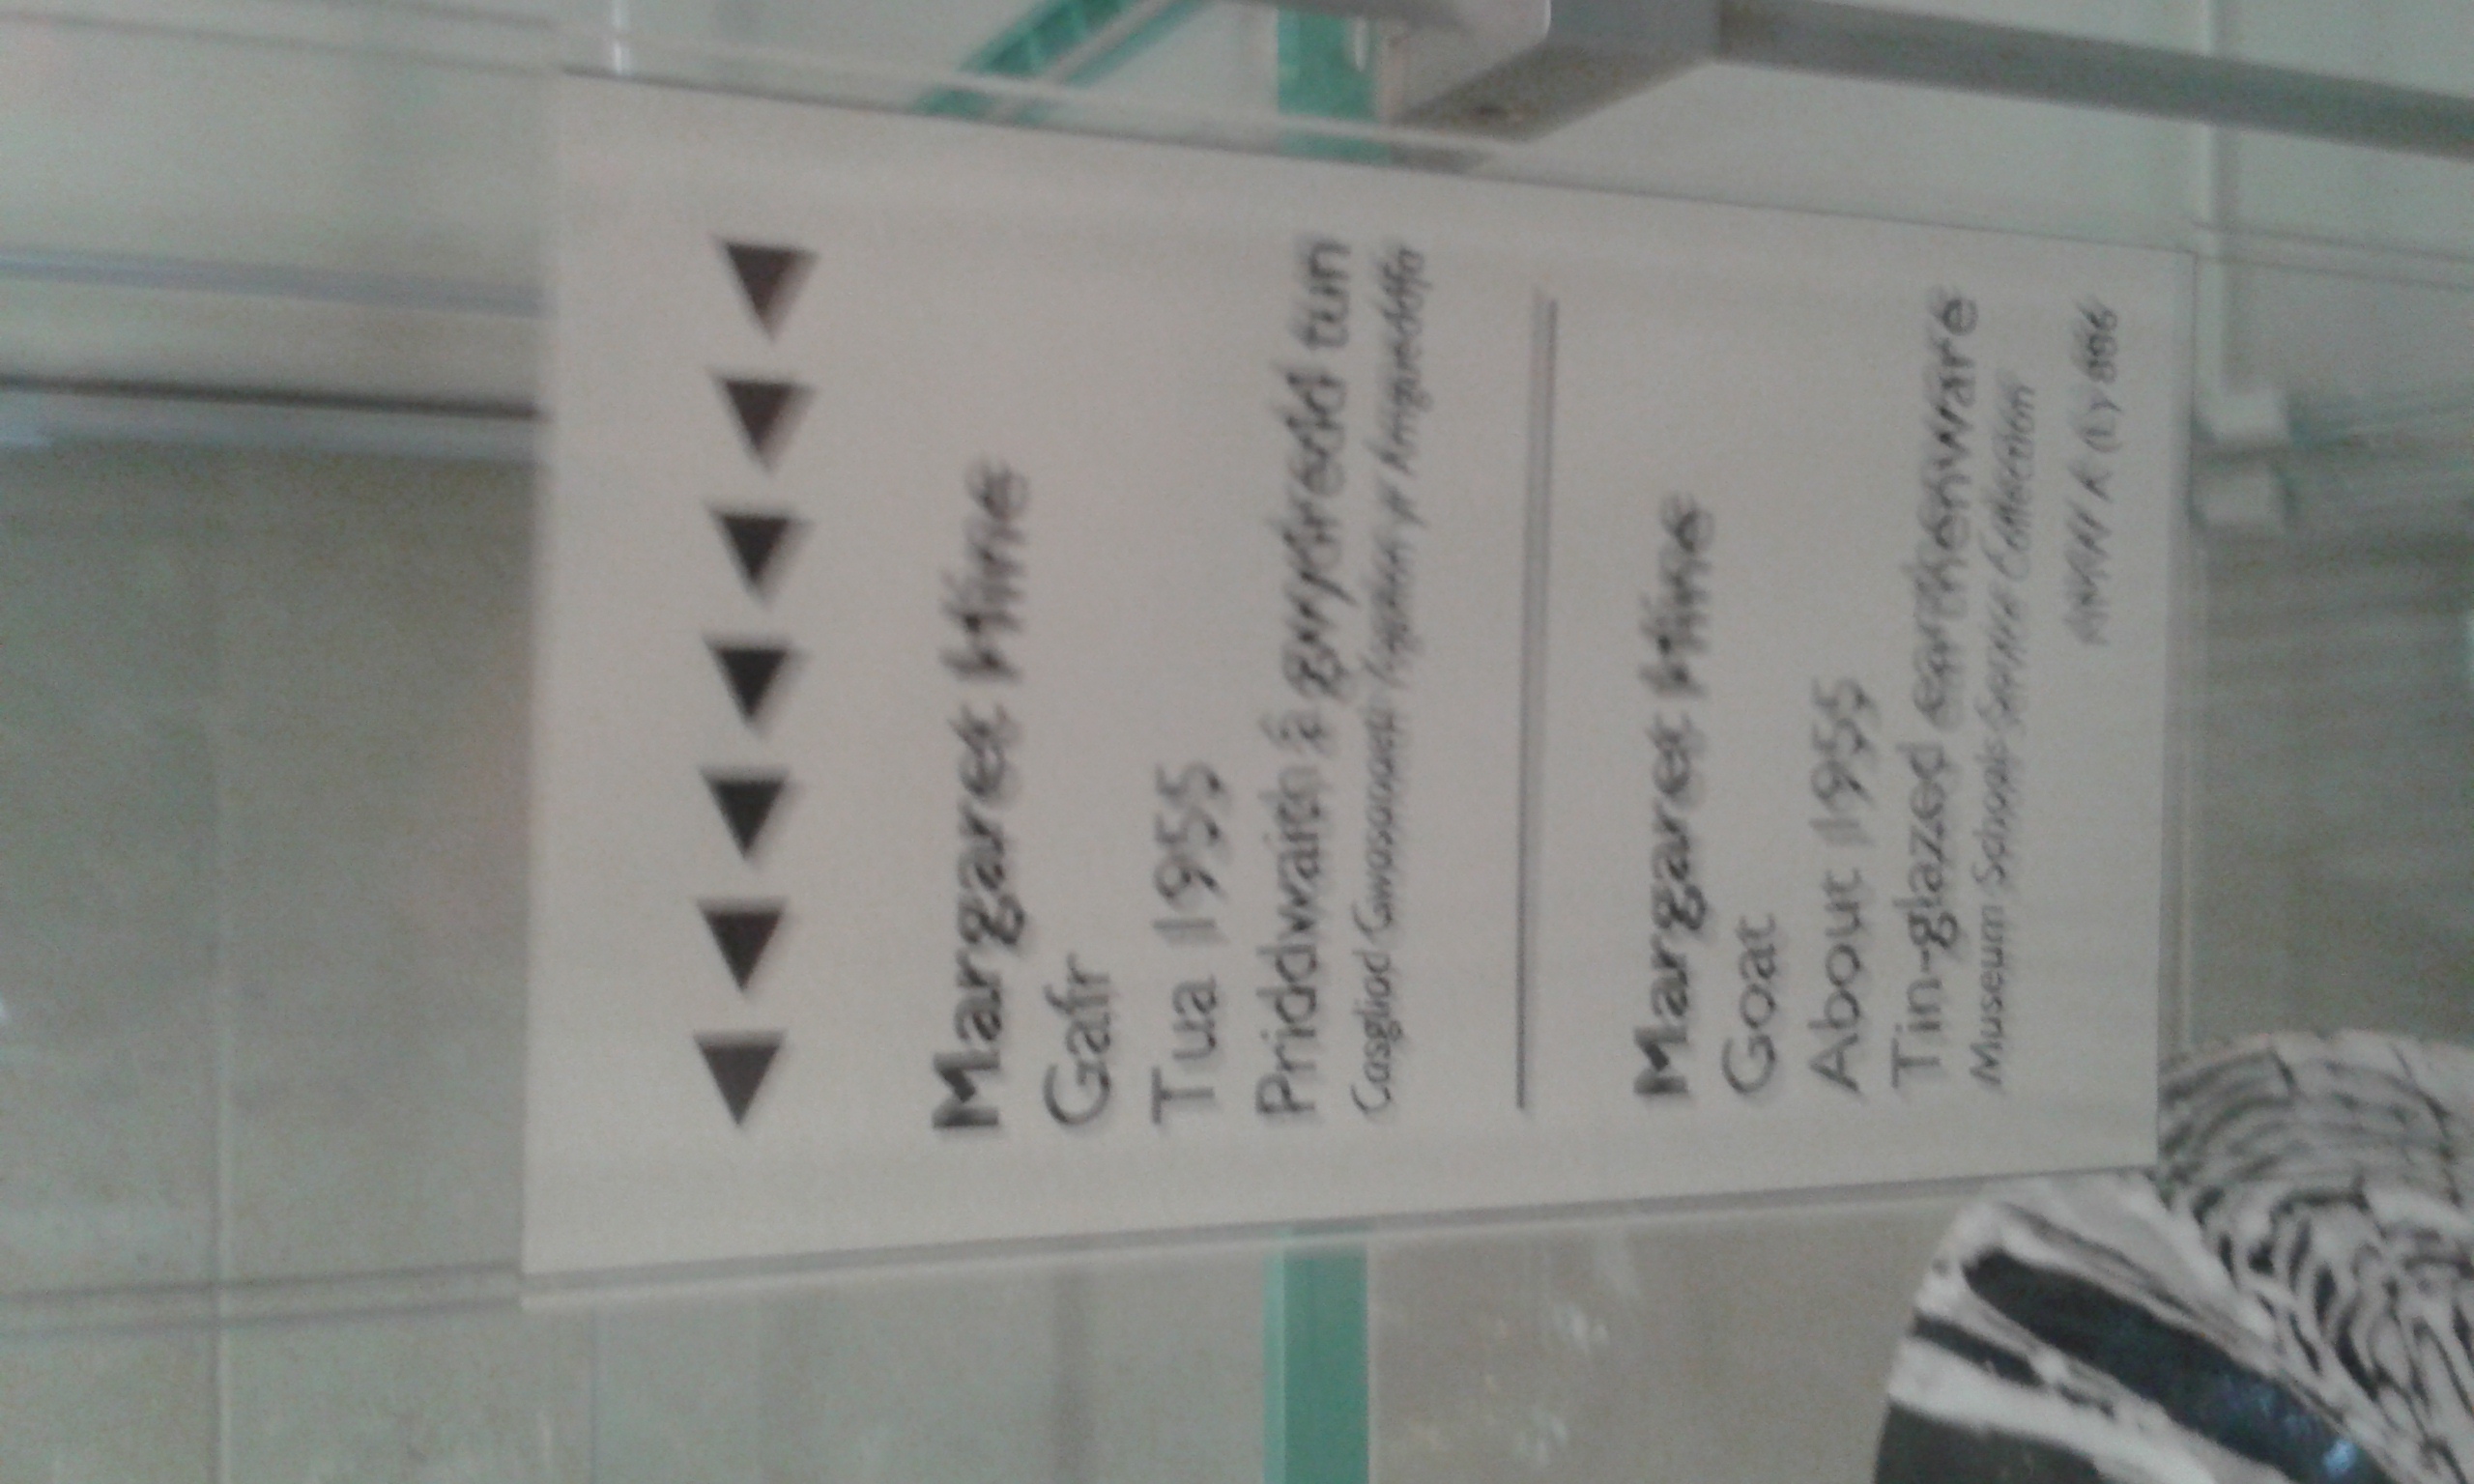 Margaret Hine
Gafr
Tua 1955
Priddwaith â gwydredd tun
Casgliad Gwasanaeth Ysgolion yr Amgueddfa
Margaret Hine
Goat
About 1955
Tin-glazed earthenware
Museum Schools Service Collection
NMW A (L) 886